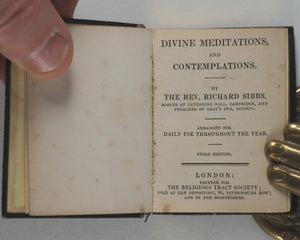 DIVINE MEDITATIONS,
AND
CONTEMPLATIONS.
BY
THE REV. RICHARD SIBBS,
MASTER OF CATHERINE HALL, CAMBRIDGE, AND
PREACHER OF GRAY'S INN, LONDON.
ARRANGED FOR
DAILY USE THROUGHOUT THE YEAR.
THIRD EDITION.
LONDON:
PRINTED FOR
THE RELIGIOUS TRACT SOCIETY;
SOLD AT THE DEPOSITORY, 56, PATERNOSTER ROW;
AND BY THE BOOKSELLERS.